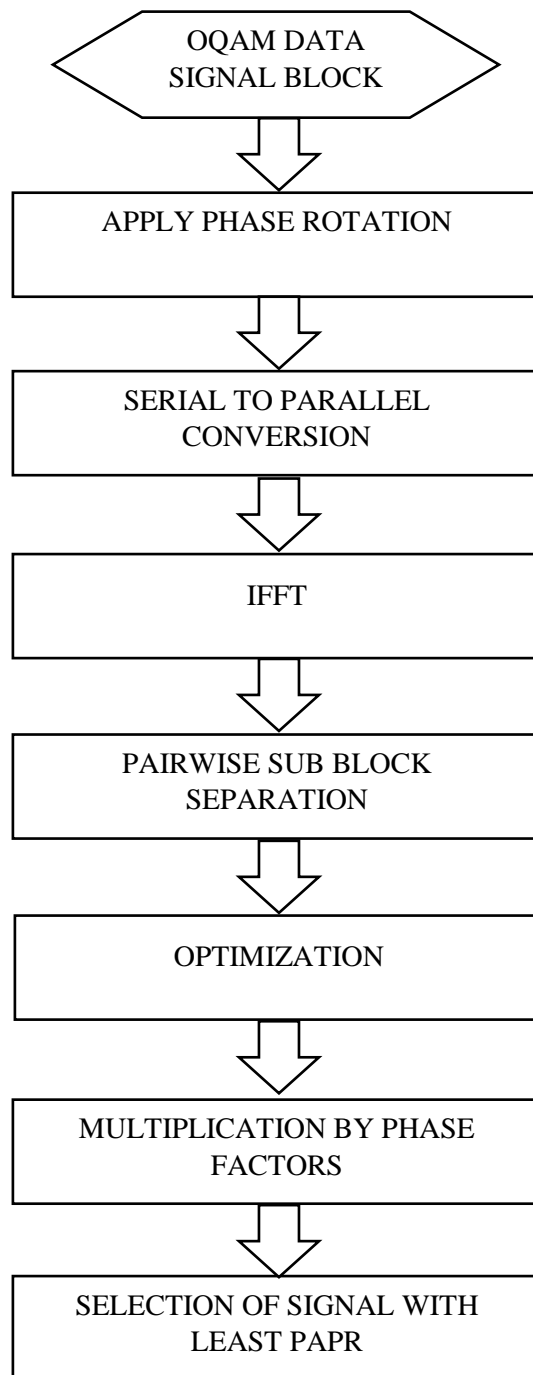 OQAM DATA
SIGNAL BLOCK
APPLY PHASE ROTATION
SERIAL TO PARALLEL
CONVERSION
IFFT
PAIRWISE SUB BLOCK
SEPARATION
OPTIMIZATION
MULTIPLICATION BY PHASE
FACTORS
SELECTION OF SIGNAL WITH
LEAST PAPR